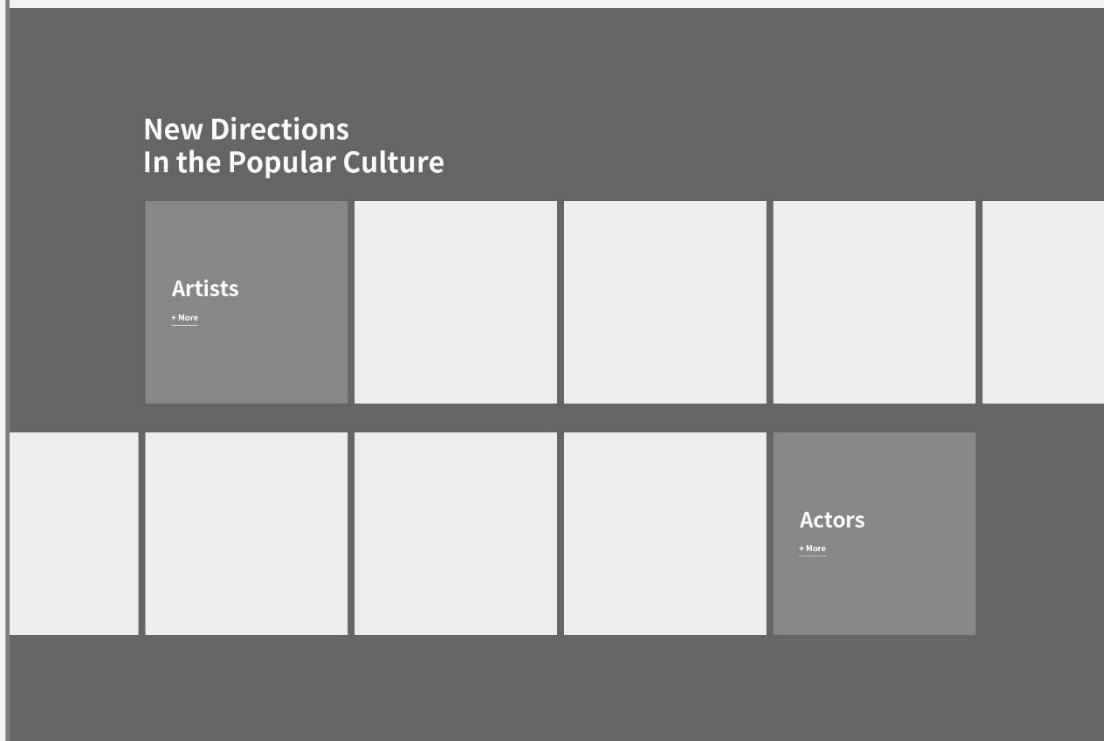 New Directions
In the Popular Culture
Artists
+ More
Actors
+ More